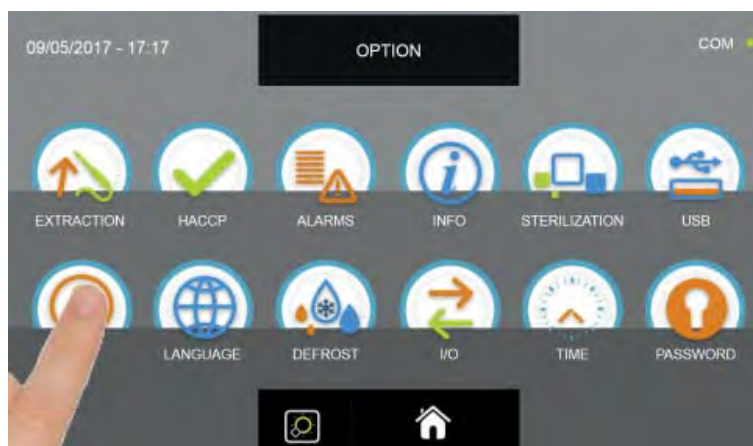 09/05/2017 - 17:17
OPTION
COM
EXTRACTION
HACCP
ALARMS
INFO
STERILIZATION
USB
LANGUAGE
DEFROST
I/O
TIME
PASSWORD